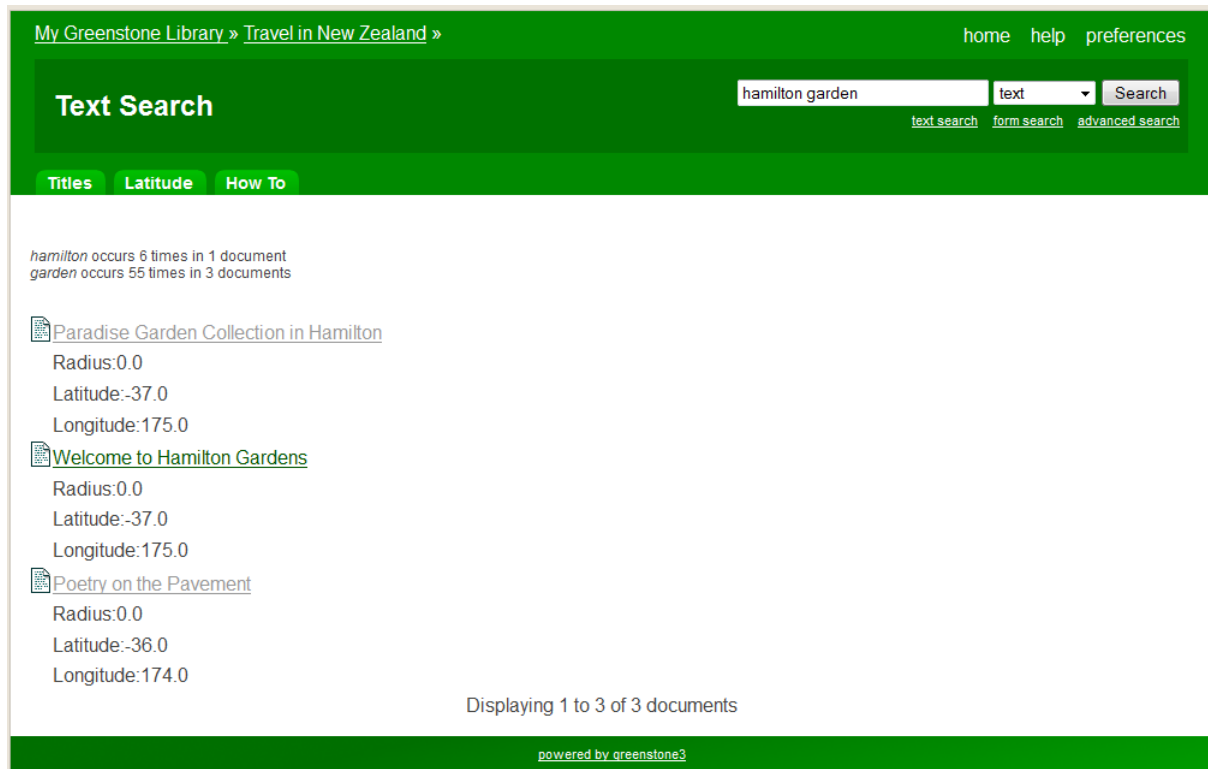 My Greenstone Library » Travel in New Zealand »
home help preferences
Text Search
hamilton garden text Search
text search form search advanced search
Titles Latitude How To
hamilton occurs 6 times in 1 document
garden occurs 55 times in 3 documents
Paradise Garden Collection in Hamilton
Radius:0.0
Latitude:-37.0
Longitude:175.0
Welcome to Hamilton Gardens
Radius:0.0
Latitude:-37.0
Longitude:175.0
Poetry on the Pavement
Radius:0.0
Latitude:-36.0
Longitude:174.0
Displaying 1 to 3 of 3 documents
powered by greenstone3